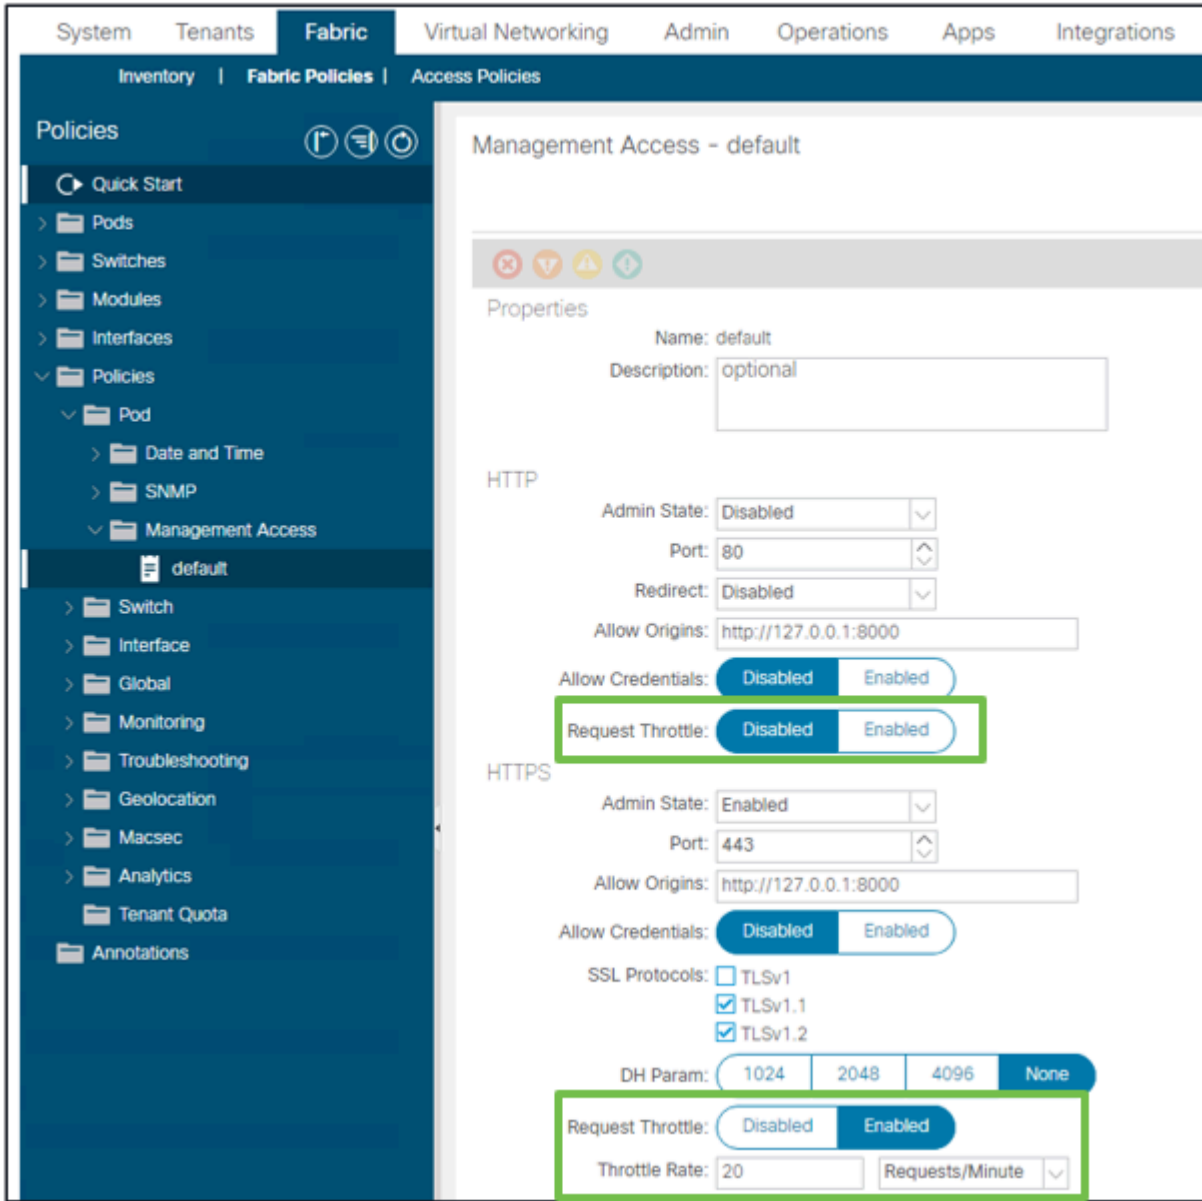 System Tenants Fabric Virtual Networking Admin Operations Apps Integrations
Inventory | Fabric Policies | Access Policies
Policies
Quick Start
Pods
Switches
Modules
Interfaces
Policies
Pod
Date and Time
SNMP
Management Access
default
Switch
Interface
Global
Monitoring
Troubleshooting
Geolocation
Macsec
Analytics
Tenant Quota
Annotations
Management Access - default
Properties
Name: default
Description: optional
HTTP
Admin State: Disabled
Port: 80
Redirect: Disabled
Allow Origins: http://127.0.0.1:8000
Allow Credentials: Disabled Enabled
Request Throttle: Disabled Enabled
HTTPS
Admin State: Enabled
Port: 443
Allow Origins: http://127.0.0.1:8000
Allow Credentials: Disabled Enabled
SSL Protocols: TLSv1
TLSv1.1
TLSv1.2
DH Param: 1024 2048 4096 None
Request Throttle: Disabled Enabled
Throttle Rate: 20 Requests/Minute